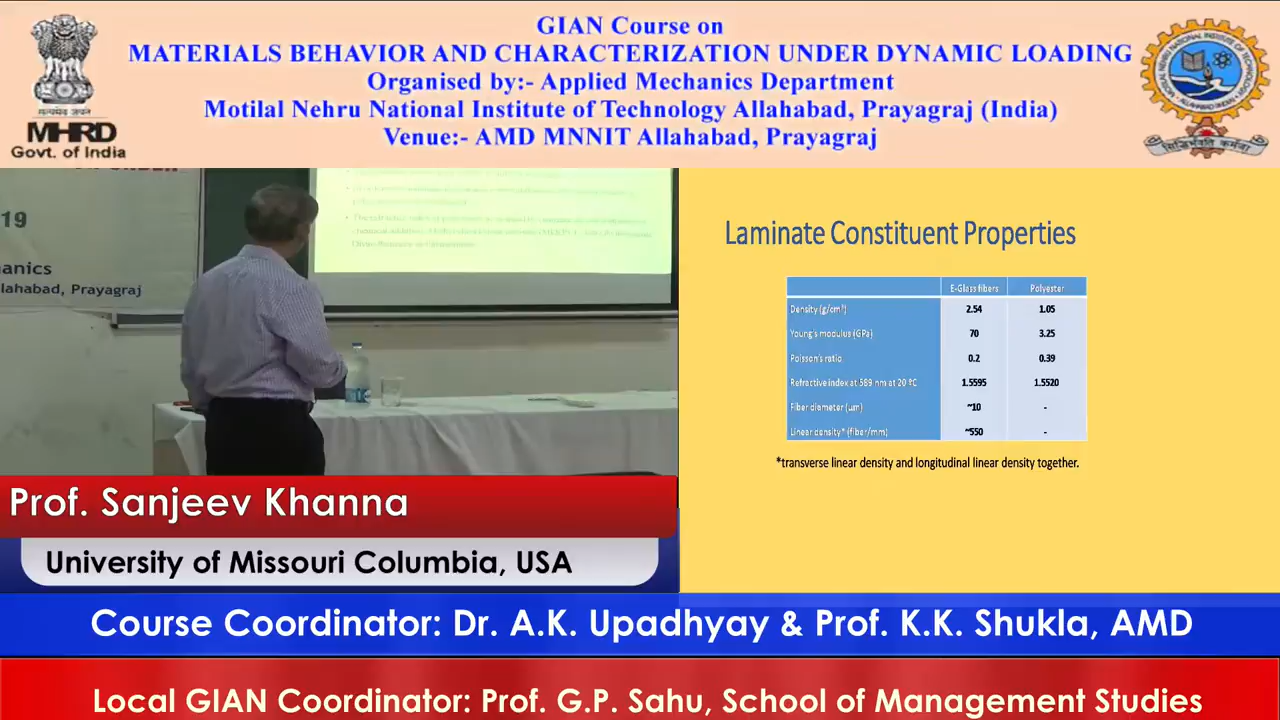 GIAN Course on
MATERIALS BEHAVIOR AND CHARACTERIZATION UNDER DYNAMIC LOADING
Organised by:- Applied Mechanics Department
Motilal Nehru National Institute of Technology Allahabad, Prayagraj (India)
Venue:- AMD MNNIT Allahabad, Prayagraj
सत्यमेव जयते
MHRD
Govt. of India
19
anics
lahabad, Prayagraj
Laminate Constituent Properties
E-Glass fibers Polyester
Density (g/cm³) 2.54 1.05
Young's modulus (GPa) 70 3.25
Poisson's ratio 0.2 0.39
Refractive index at 589 nm at 20 ºC 1.5595 1.5520
Fiber diameter (µm) ~10 -
Linear density* (fiber/mm) ~550 -
*transverse linear density and longitudinal linear density together.
Prof. Sanjeev Khanna
University of Missouri Columbia, USA
Course Coordinator: Dr. A.K. Upadhyay & Prof. K.K. Shukla, AMD
Local GIAN Coordinator: Prof. G.P. Sahu, School of Management Studies